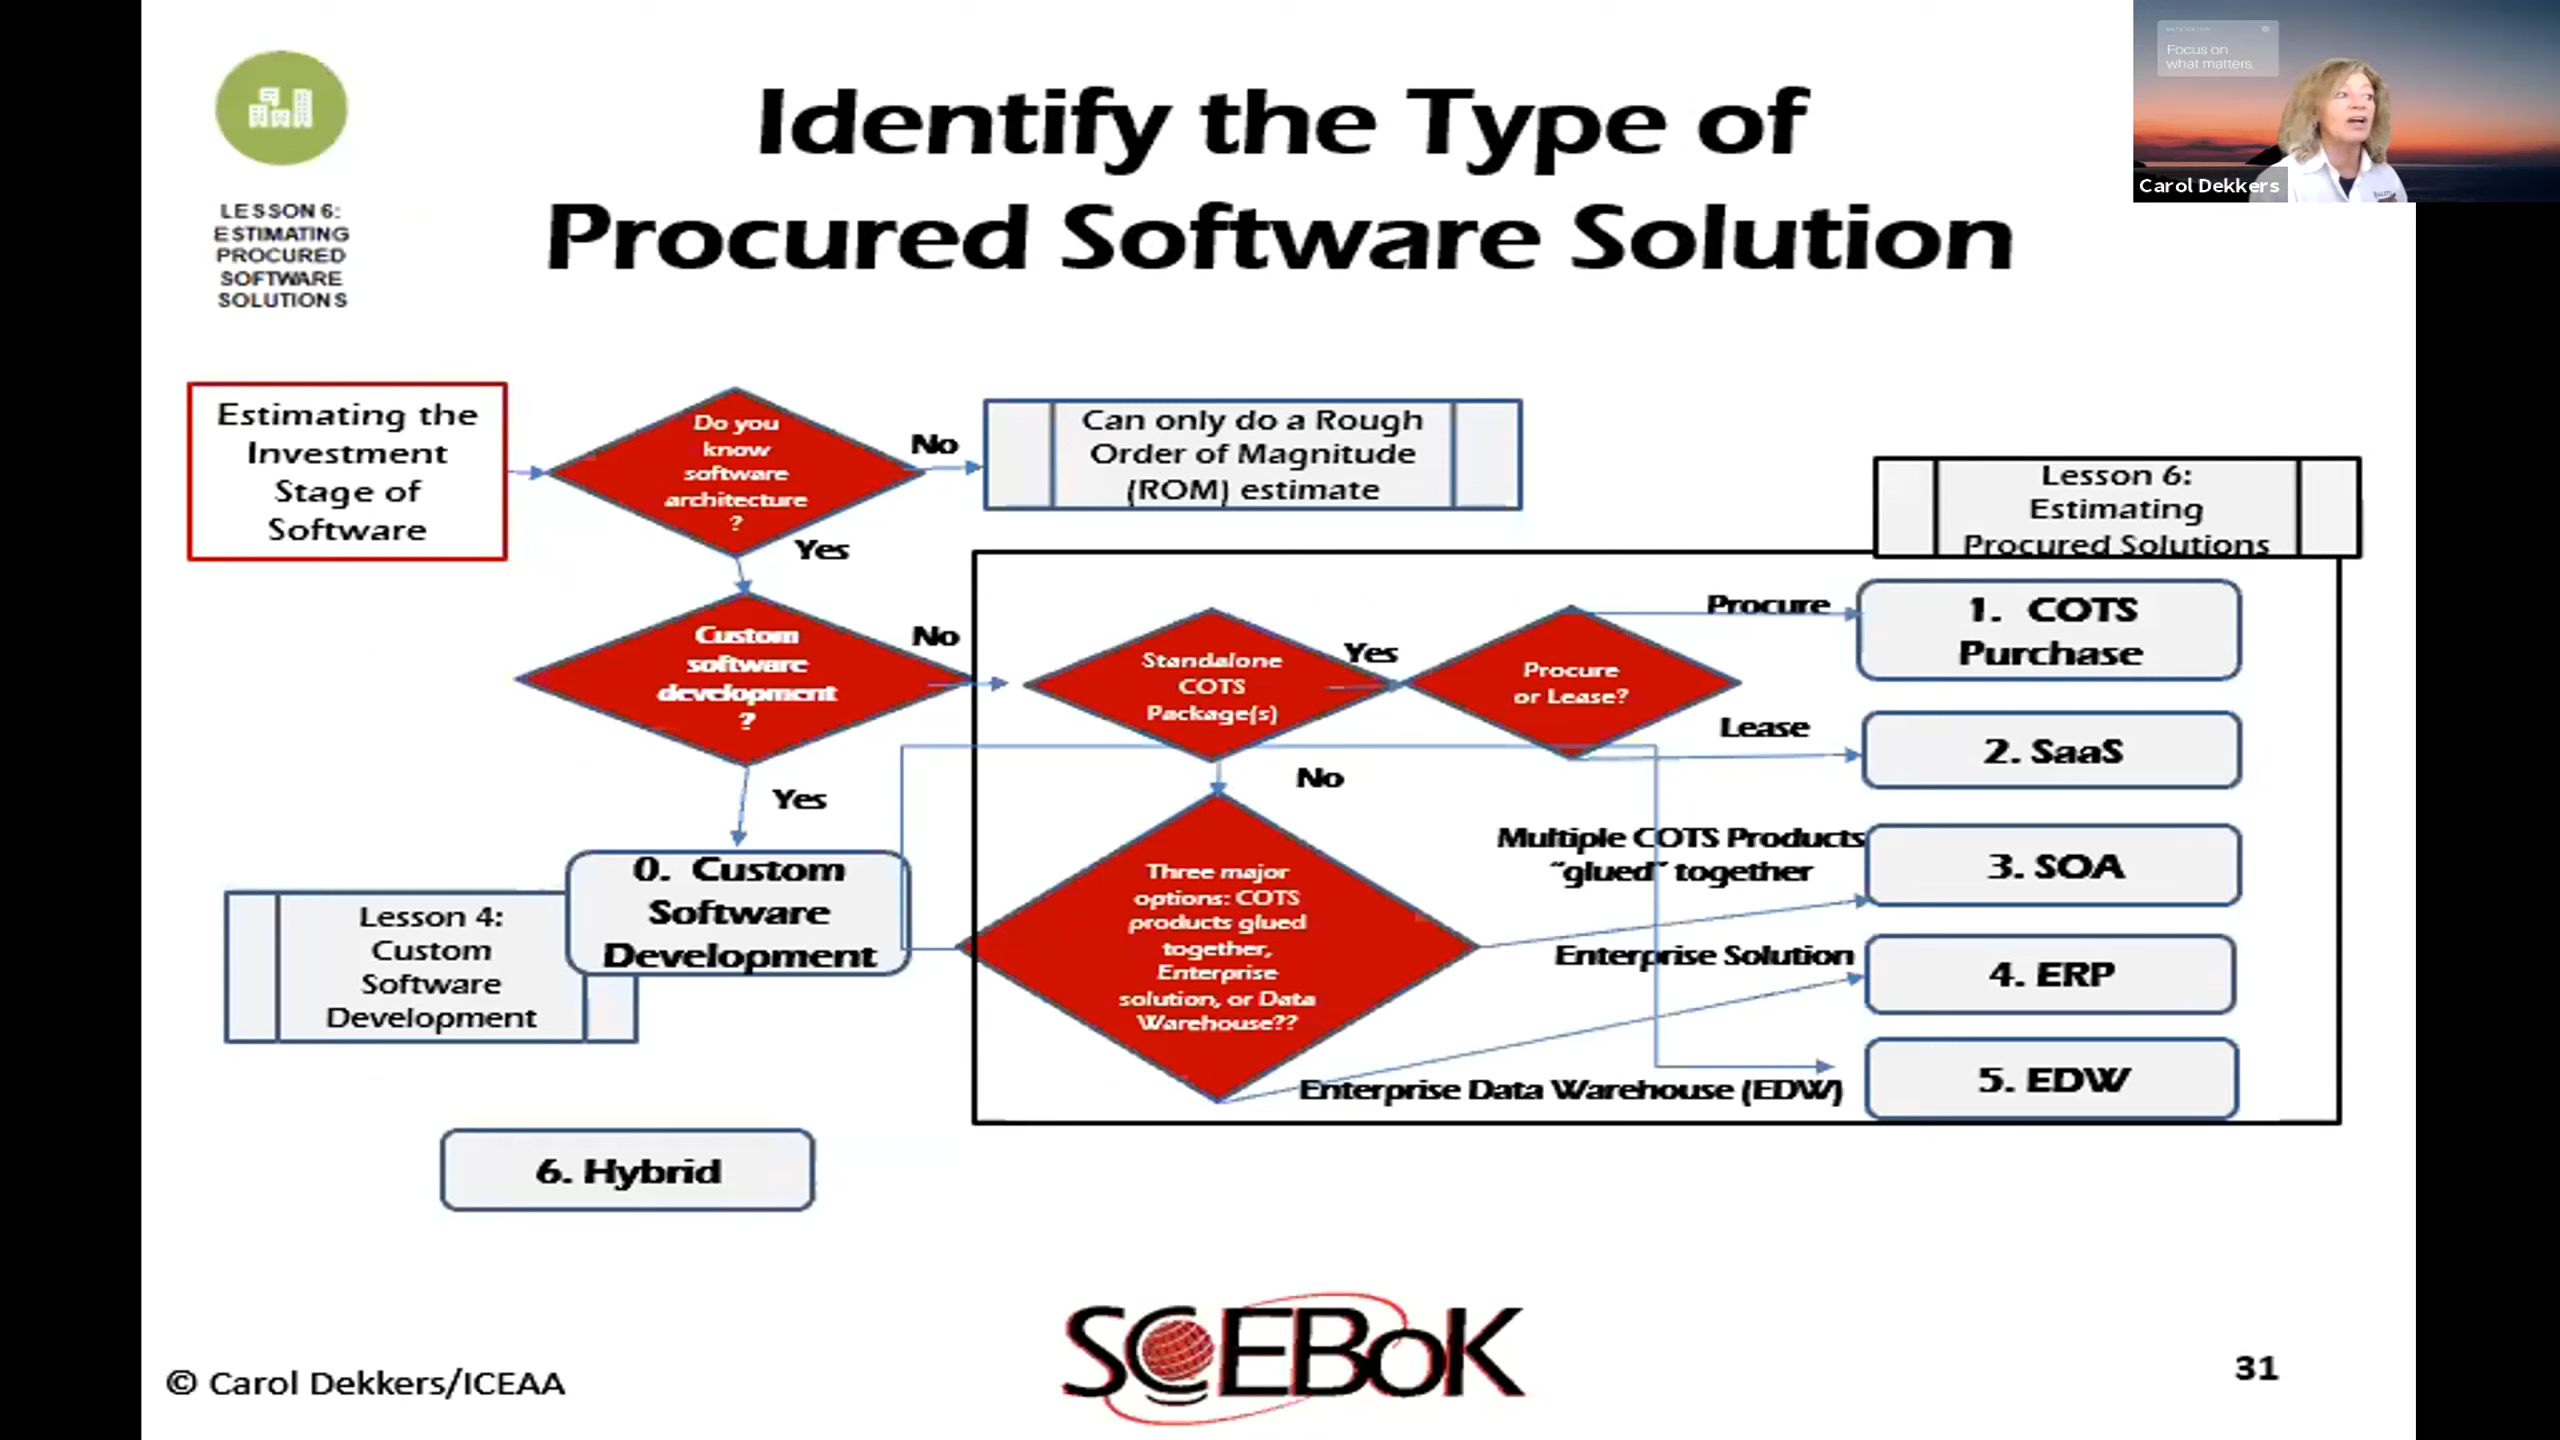 Focus on
what matters.
Carol Dekkers
LESSON 6:
ESTIMATING
PROCURED
SOFTWARE
SOLUTIONS
Identify the Type of
Procured Software Solution
Estimating the
Investment
Stage of
Software
Do you
know
software
architecture
?
No
Can only do a Rough
Order of Magnitude
(ROM) estimate
Yes
Lesson 6:
Estimating
Procured Solutions
Custom
software
development
?
No
Standalone
COTS
Package(s)
Yes
Procure
or Lease?
Procure
1. COTS
Purchase
Lease
2. SaaS
Yes
No
0. Custom
Software
Development
Lesson 4:
Custom
Software
Development
Three major
options: COTS
products glued
together,
Enterprise
solution, or Data
Warehouse??
Multiple COTS Products
“glued” together
3. SOA
Enterprise Solution
4. ERP
Enterprise Data Warehouse (EDW)
5. EDW
6. Hybrid
SCEBoK
© Carol Dekkers/ICEAA
31